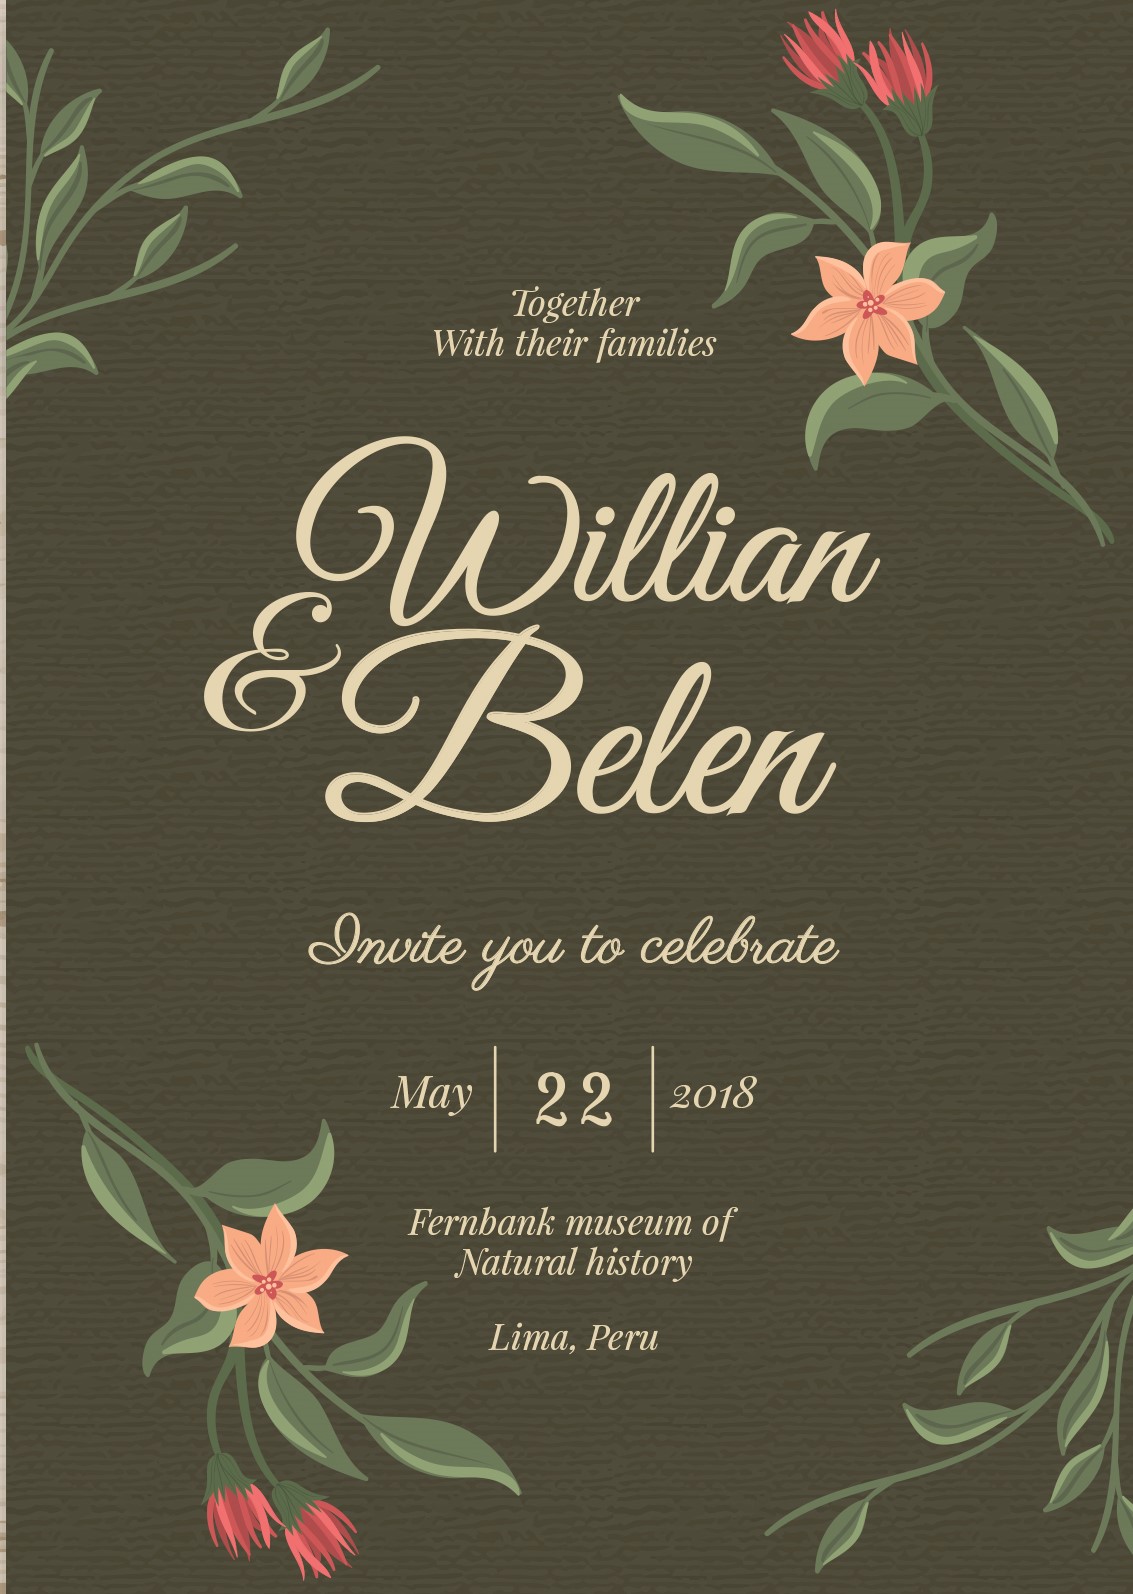 Together
With their families
Willian
& Belen
Invite you to celebrate
May 22 2018
Fernbank museum of
Natural history
Lima, Peru